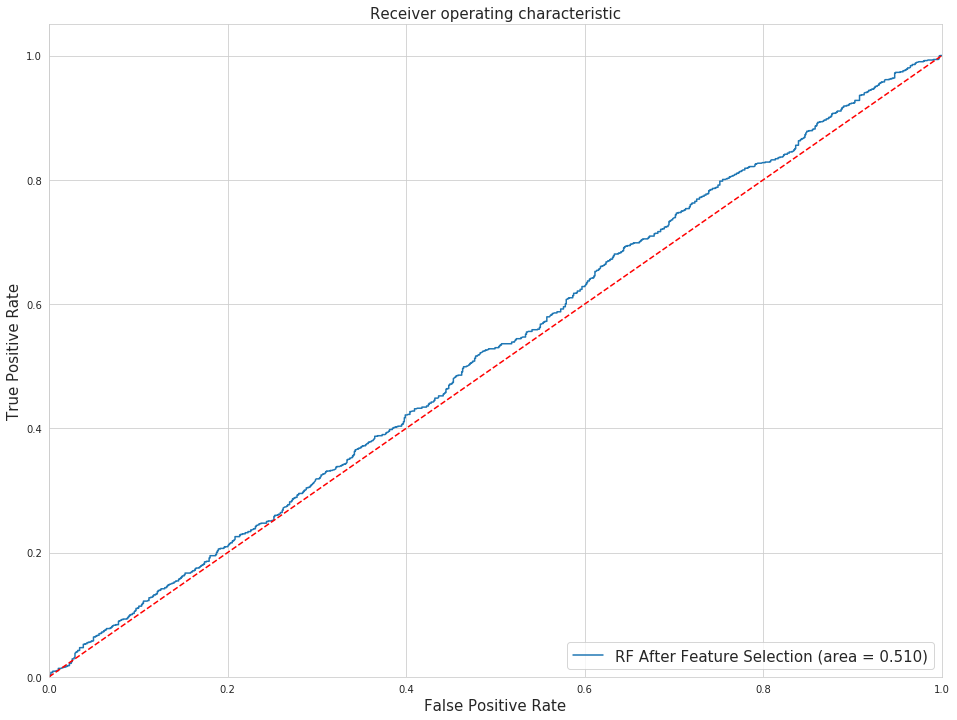 Receiver operating characteristic
1.0
0.8
0.6
0.4
0.2
0.0
True Positive Rate
0.0 0.2 0.4 0.6 0.8 1.0
False Positive Rate
RF After Feature Selection (area = 0.510)